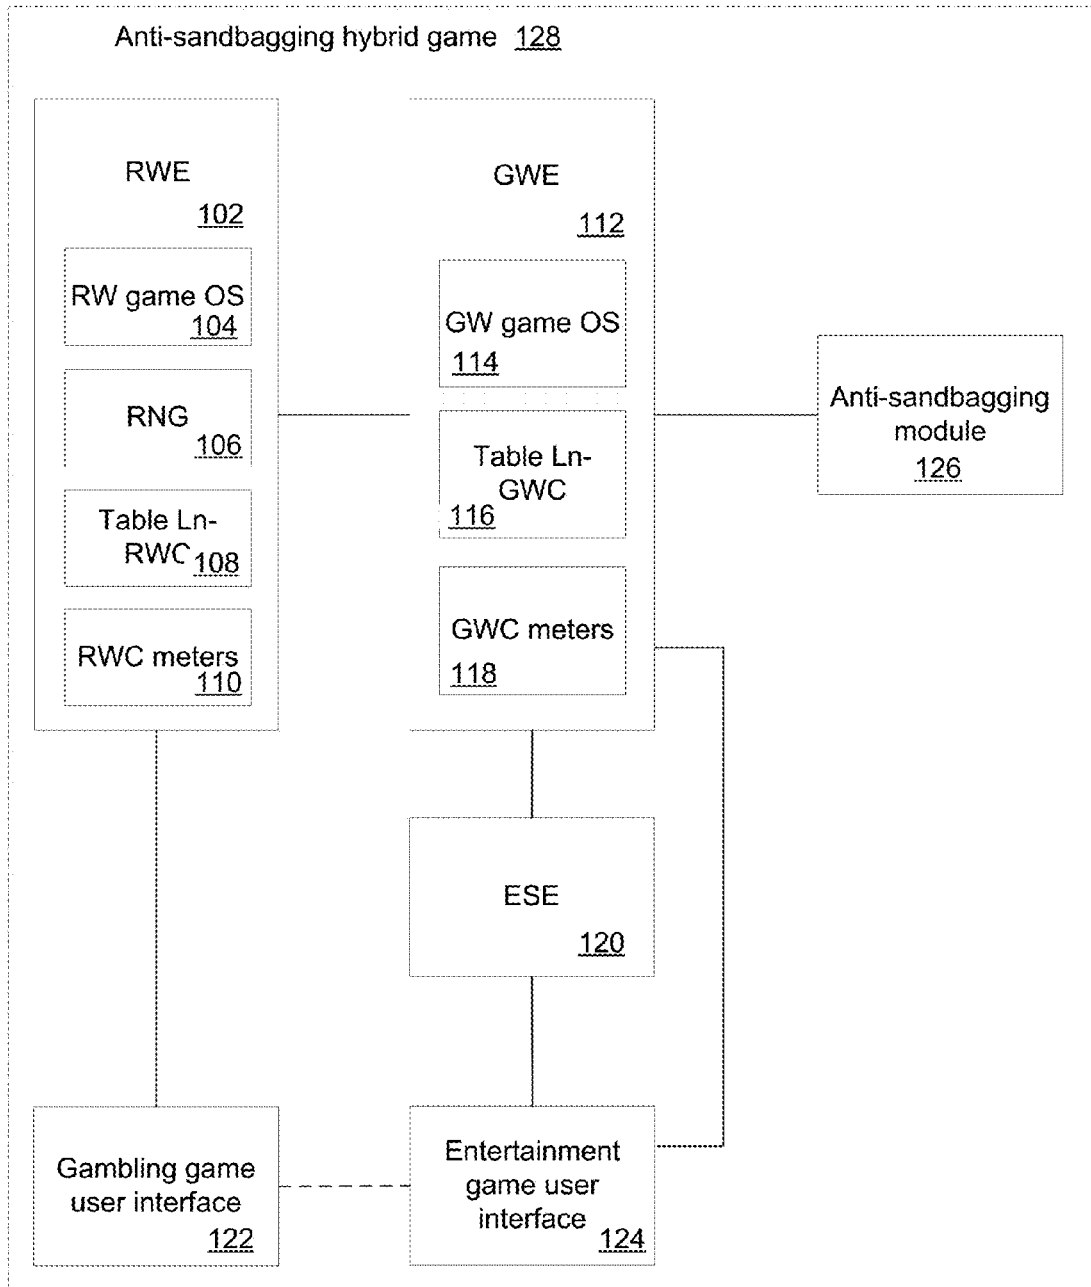 Anti-sandbagging hybrid game 128
RWE
102
RW game OS
104
RNG
106
Table Ln-
RWC
108
RWC meters
110
GWE
112
GW game OS
114
Table Ln-
GWC
116
GWC meters
118
Anti-sandbagging
module
126
ESE
120
Gambling game
user interface
122
Entertainment
game user
interface
124